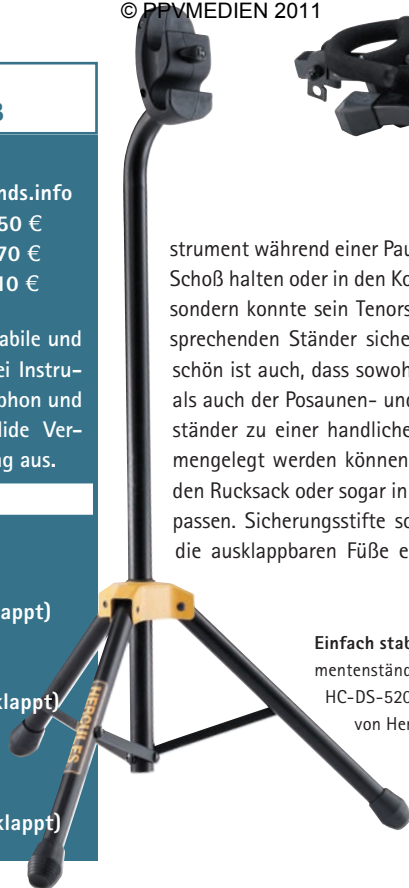 © PPVMEDIEN 2011
nds.info
50 €
70 €
10 €
abile und
ei Instru-
phon und
lide Ver-
ng aus.
appt)
klappt)
klappt)
strument während einer Pau
Schoß halten oder in den Ko
sondern konnte sein Tenors
sprechenden Ständer siche
schön ist auch, dass sowoh
als auch der Posaunen- und
ständer zu einer handliche
mengelegt werden können
den Rucksack oder sogar in
passen. Sicherungsstifte so
die ausklappbaren Füße e
Einfach stab
mentenständ
HC-DS-520
von Her
HERCULES